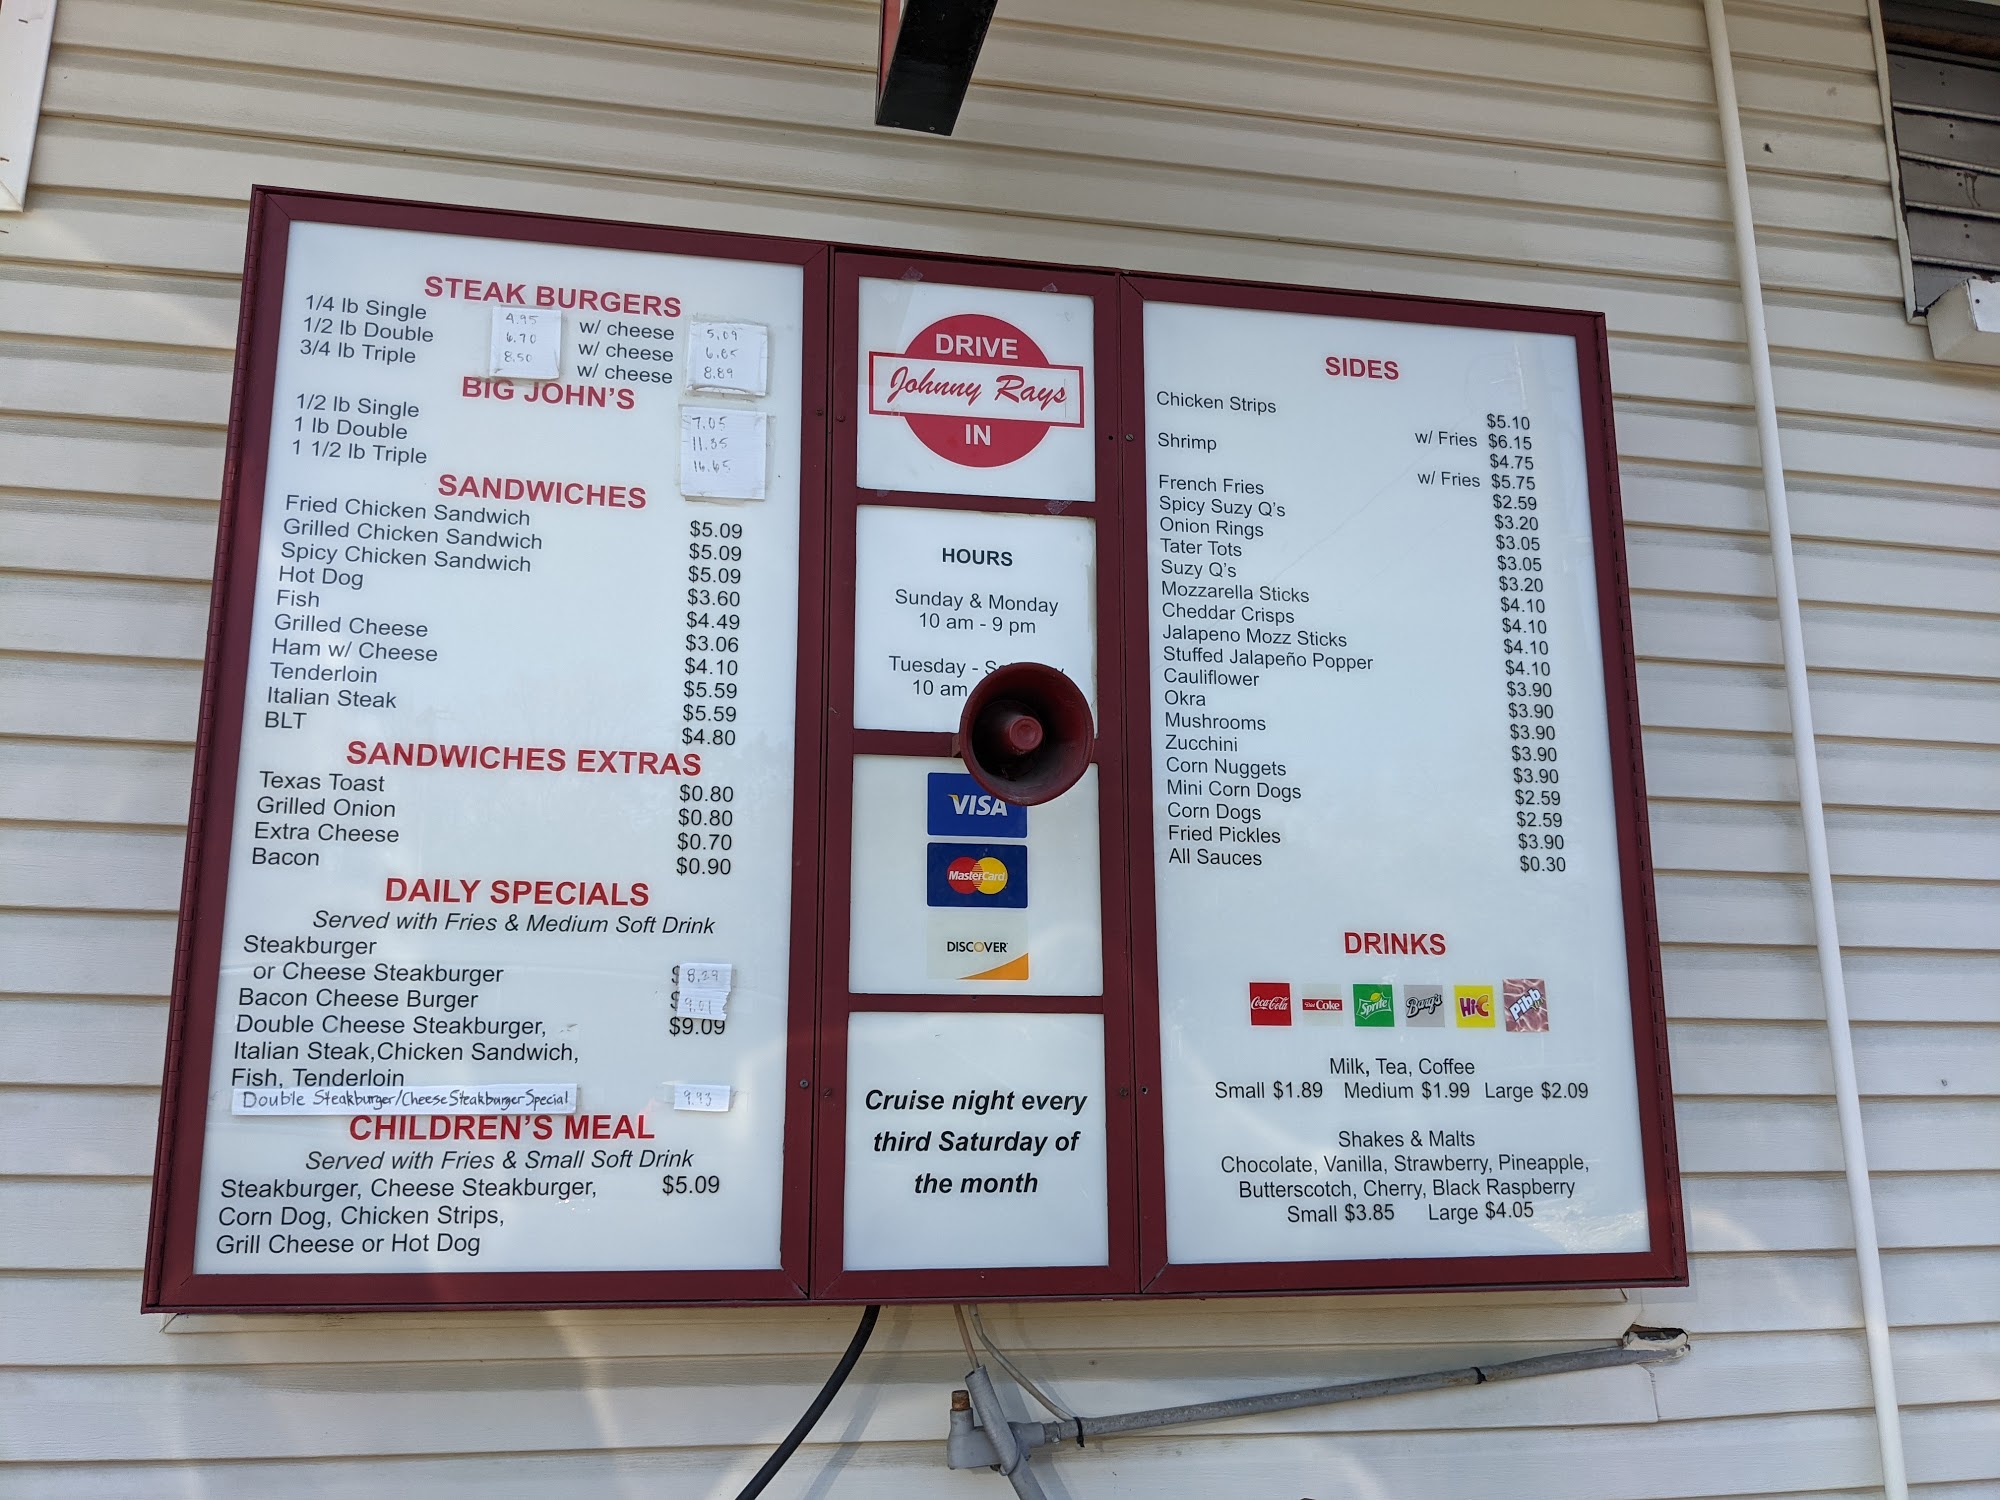 STEAK BURGERS
1/4 lb Single 4.95 w/ cheese 5.09
1/2 lb Double 6.70 w/ cheese 6.85
3/4 lb Triple 8.50 w/ cheese 8.89
BIG JOHN'S
1/2 lb Single 7.05
1 lb Double 11.35
1 1/2 lb Triple 16.65
SANDWICHES
Fried Chicken Sandwich $5.09
Grilled Chicken Sandwich $5.09
Spicy Chicken Sandwich $5.09
Hot Dog $3.60
Fish $4.49
Grilled Cheese $3.06
Ham w/ Cheese $4.10
Tenderloin $5.59
Italian Steak $5.59
BLT $4.80
SANDWICHES EXTRAS
Texas Toast $0.80
Grilled Onion $0.80
Extra Cheese $0.70
Bacon $0.90
DAILY SPECIALS
Served with Fries & Medium Soft Drink
Steakburger
or Cheese Steakburger $8.29
Bacon Cheese Burger $
Double Cheese Steakburger, $9.09
Italian Steak,Chicken Sandwich,
Fish, Tenderloin
Double Steakburger/Cheese Steakburger Special 9.93
CHILDREN'S MEAL
Served with Fries & Small Soft Drink
Steakburger, Cheese Steakburger, $5.09
Corn Dog, Chicken Strips,
Grill Cheese or Hot Dog
DRIVE
Johnny Rays
IN
HOURS
Sunday & Monday
10 am - 9 pm
Tuesday -
10 am
VISA
MasterCard
DISCOVER
Cruise night every
third Saturday of
the month
SIDES
Chicken Strips $5.10
w/ Fries $6.15
Shrimp $4.75
w/ Fries $5.75
French Fries $2.59
Spicy Suzy Q's $3.20
Onion Rings $3.05
Tater Tots $3.05
Suzy Q's $3.20
Mozzarella Sticks $4.10
Cheddar Crisps $4.10
Jalapeno Mozz Sticks $4.10
Stuffed Jalapeño Popper $4.10
Cauliflower $3.90
Okra $3.90
Mushrooms $3.90
Zucchini $3.90
Corn Nuggets $3.90
Mini Corn Dogs $2.59
Corn Dogs $2.59
Fried Pickles $3.90
All Sauces $0.30
DRINKS
Coca-Cola Diet Coke Sprite Barq's Hi-C Pibb
Milk, Tea, Coffee
Small $1.89 Medium $1.99 Large $2.09
Shakes & Malts
Chocolate, Vanilla, Strawberry, Pineapple,
Butterscotch, Cherry, Black Raspberry
Small $3.85 Large $4.05